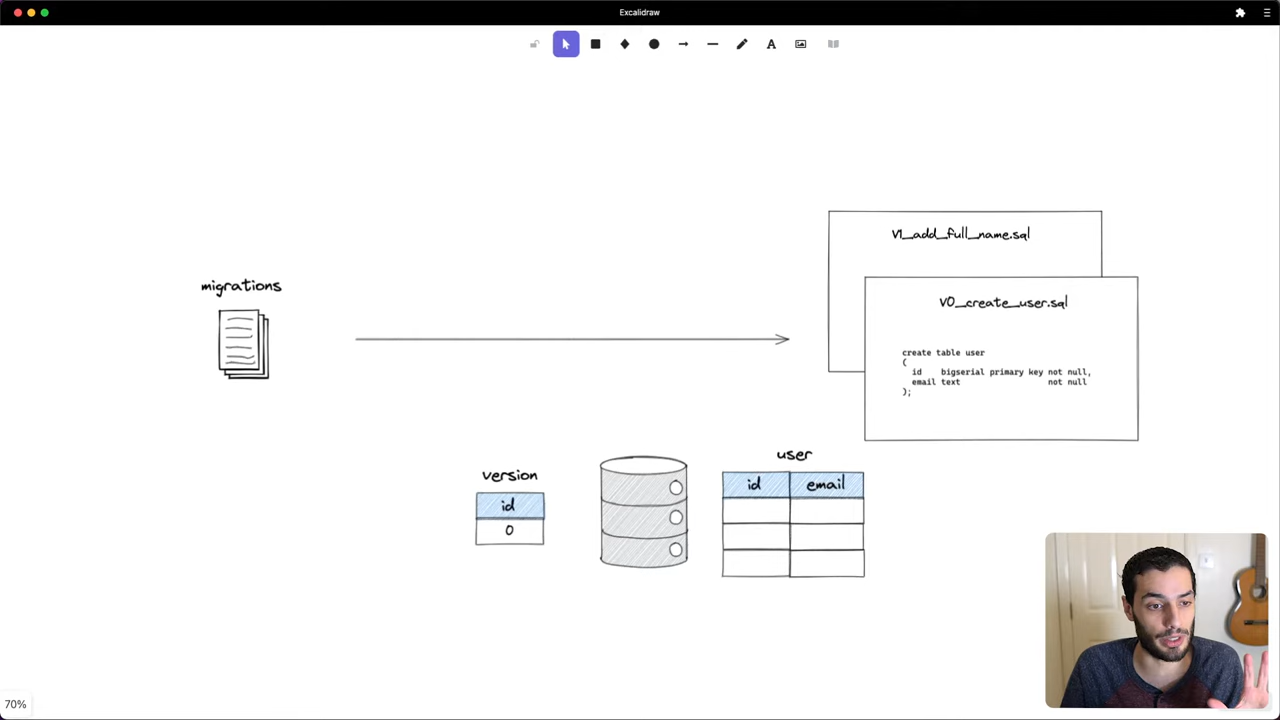 Excalidraw
A
V1_add_full_name.sql
migrations
V0_create_user.sql
create table user
(
id bigserial primary key not null,
email text not null
);
version
id
0
user
id email
70%